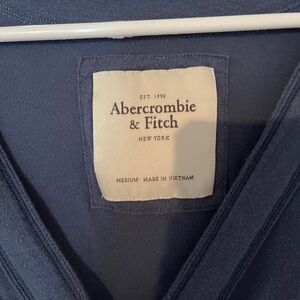 EST. 1892
Abercrombie
& Fitch
NEW YORK
MEDIUM - MADE IN VIETNAM